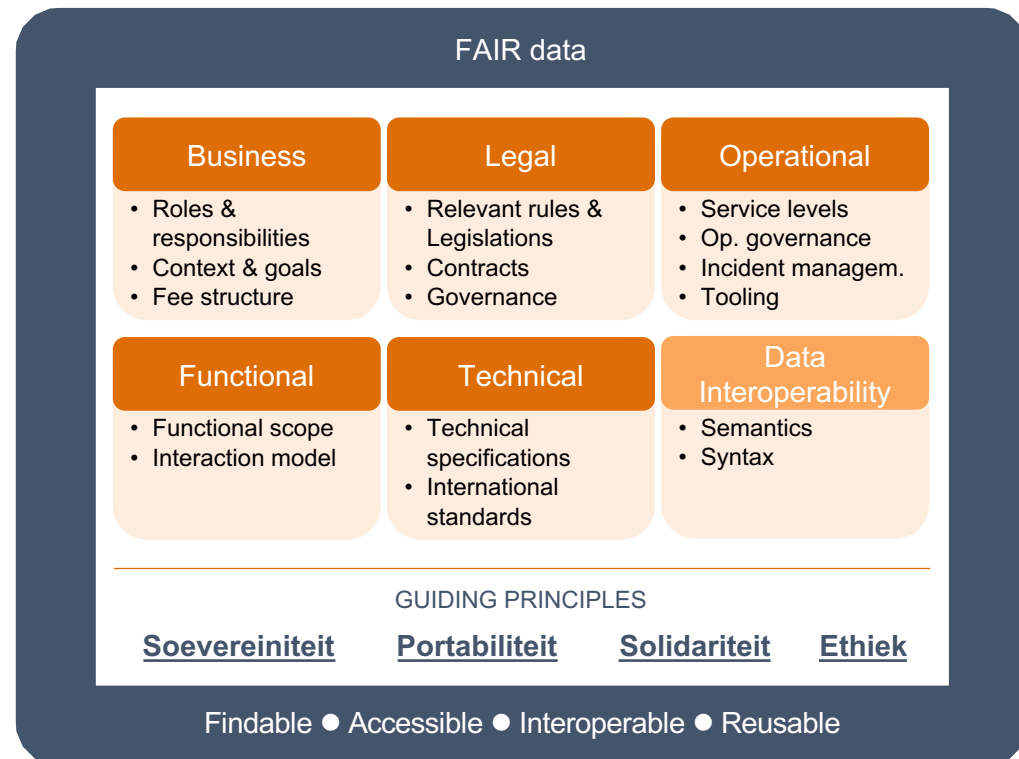 FAIR data
Business
• Roles &
responsibilities
• Context & goals
• Fee structure
Legal
• Relevant rules &
Legislations
• Contracts
• Governance
Operational
• Service levels
• Op. governance
• Incident managem.
• Tooling
Functional
• Functional scope
• Interaction model
Technical
• Technical
specifications
• International
standards
Data
Interoperability
• Semantics
• Syntax
GUIDING PRINCIPLES
Soevereiniteit Portabiliteit Solidariteit Ethiek
Findable ● Accessible ● Interoperable ● Reusable